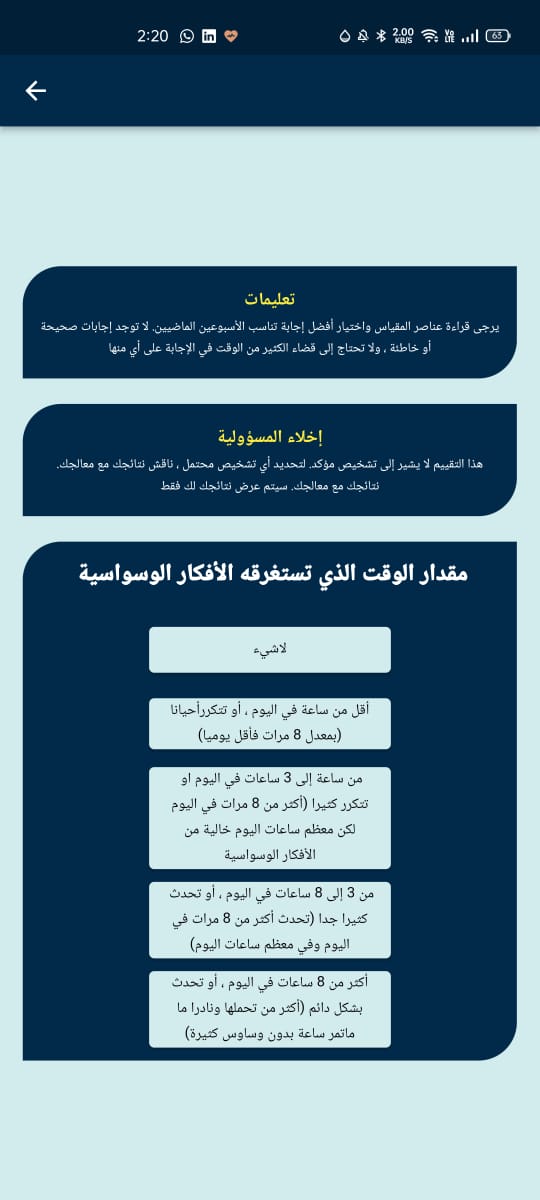 2:20
2.00 KB/S
Vo LTE
63
تعليمات
يرجى قراءة عناصر المقياس واختيار أفضل إجابة تناسب الأسبوعين الماضيين. لا توجد إجابات صحيحة
أو خاطئة ، ولا تحتاج إلى قضاء الكثير من الوقت في الإجابة على أي منها
إخلاء المسؤولية
هذا التقييم لا يشير إلى تشخيص مؤكد. لتحديد أي تشخيص محتمل ، ناقش نتائجك مع معالجك.
نتائجك مع معالجك. سيتم عرض نتائجك لك فقط
مقدار الوقت الذي تستغرقه الأفكار الوسواسية
لاشيء
أقل من ساعة في اليوم ، أو تتكررأحيانا
(بمعدل 8 مرات فأقل يوميا)
من ساعة إلى 3 ساعات في اليوم او
تتكرر كثيرا (أكثر من 8 مرات في اليوم
لكن معظم ساعات اليوم خالية من
الأفكار الوسواسية
من 3 إلى 8 ساعات في اليوم ، أو تحدث
كثيرا جدا (تحدث أكثر من 8 مرات في
اليوم وفي معظم ساعات اليوم)
أكثر من 8 ساعات في اليوم ، أو تحدث
بشكل دائم (أكثر من تحملها ونادرا ما
ماتمر ساعة بدون وساوس كثيرة)